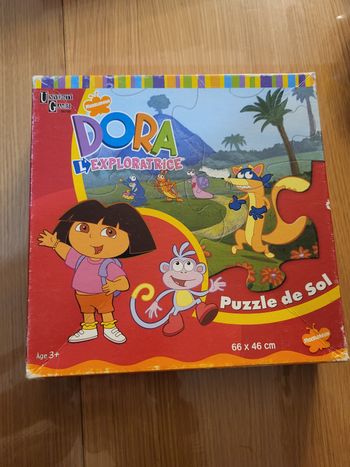 University
Games
nickelodeon
DORA
L'EXPLORATRICE
Puzzle de Sol
Age 3+
66 x 46 cm
nickelodeon